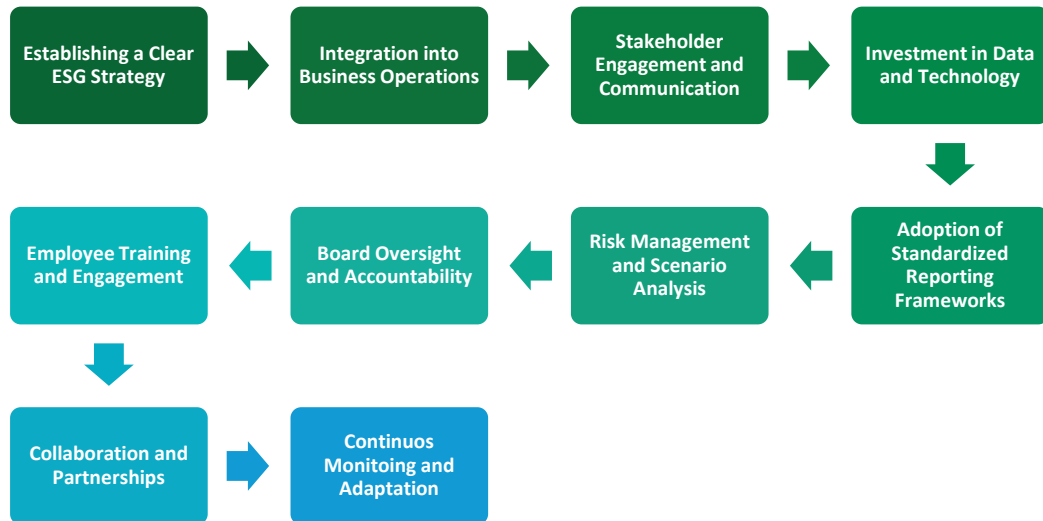 Establishing a Clear
ESG Strategy
Integration into
Business Operations
Stakeholder
Engagement and
Communication
Investment in Data
and Technology
Adoption of
Standardized
Reporting
Frameworks
Risk Management
and Scenario
Analysis
Board Oversight
and Accountability
Employee Training
and Engagement
Collaboration and
Partnerships
Continuos
Monitoing and
Adaptation